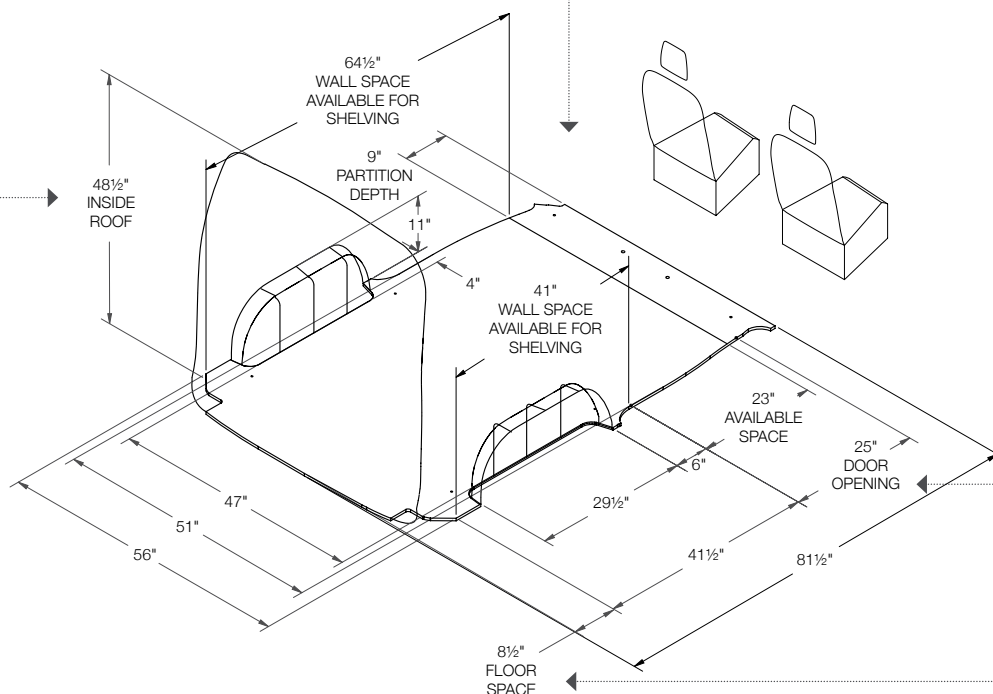 64½"
WALL SPACE
AVAILABLE FOR
SHELVING
9"
PARTITION
DEPTH
48½"
INSIDE
ROOF
11"
4"
41"
WALL SPACE
AVAILABLE FOR
SHELVING
23"
AVAILABLE
SPACE
25"
DOOR
OPENING
6"
29½"
47"
51"
56"
41½"
81½"
8½"
FLOOR
SPACE